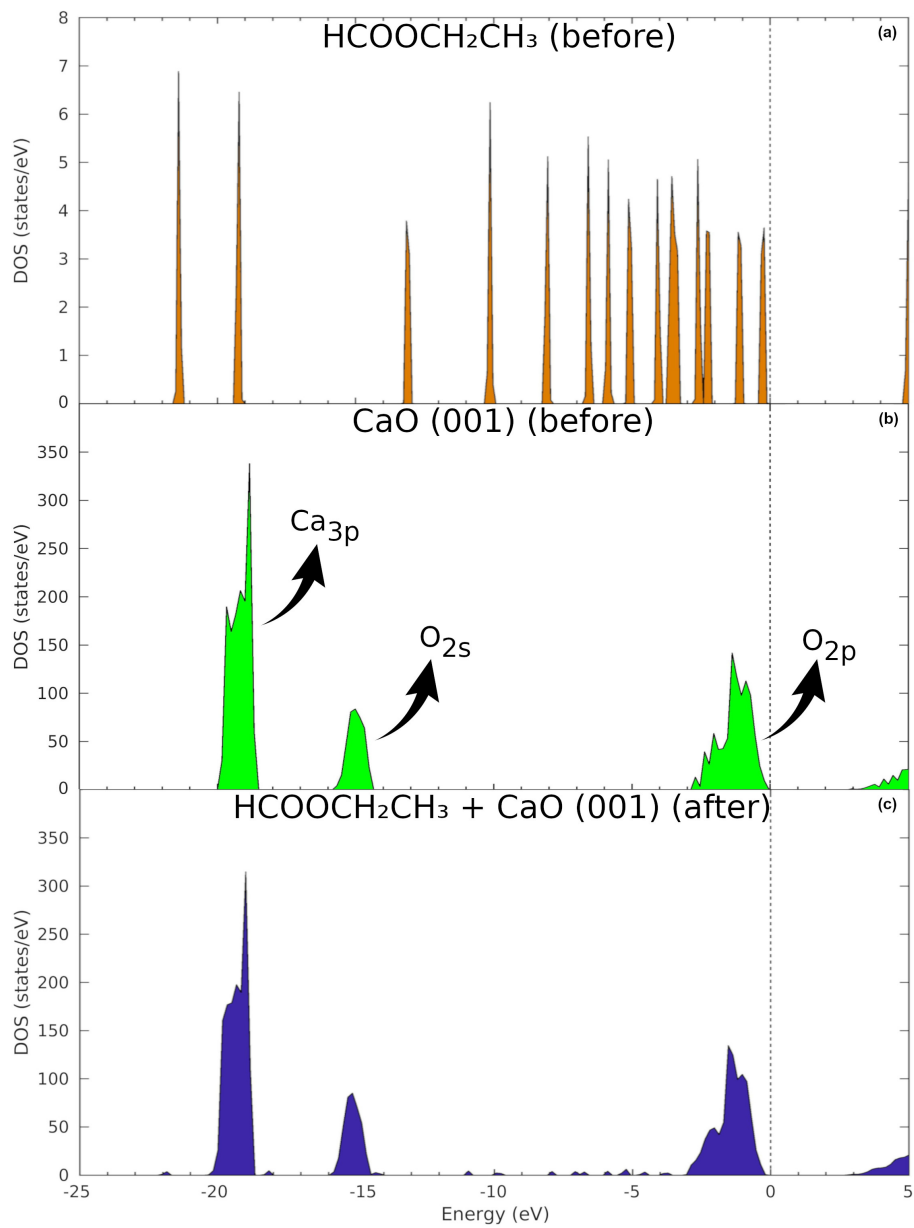 HCOOCH₂CH₃ (before)
(a)
8
7
6
5
4
3
2
1
0
DOS (states/eV)
CaO (001) (before)
(b)
350
300
250
200
150
100
50
0
DOS (states/eV)
Ca3p
O2s
O2p
HCOOCH₂CH₃ + CaO (001) (after)
(c)
350
300
250
200
150
100
50
0
DOS (states/eV)
-25 -20 -15 -10 -5 0 5
Energy (eV)